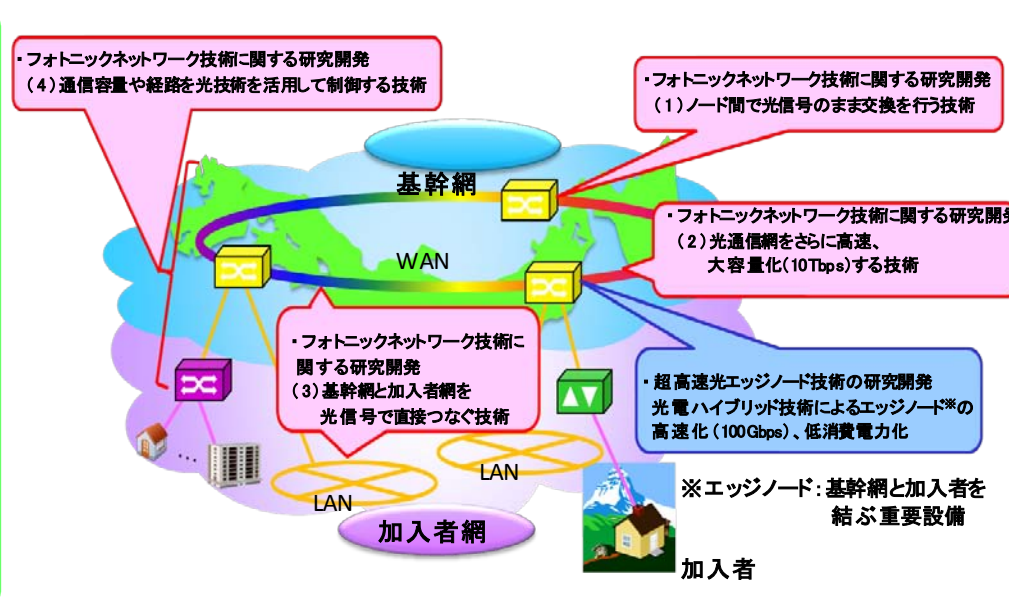 ・フォトニックネットワーク技術に関する研究開発
(4)通信容量や経路を光技術を活用して制御する技術
・フォトニックネットワーク技術に関する研究開発
(1)ノード間で光信号のまま交換を行う技術
基幹網
・フォトニックネットワーク技術に関する研究開発
(2)光通信網をさらに高速、
大容量化(10Tbps)する技術
WAN
・フォトニックネットワーク技術に
関する研究開発
(3)基幹網と加入者網を
光信号で直接つなぐ技術
・超高速光エッジノード技術の研究開発
光電ハイブリッド技術によるエッジノード※の
高速化(100Gbps)、低消費電力化
…
LAN
LAN
※エッジノード:基幹網と加入者を
結ぶ重要設備
加入者網
加入者